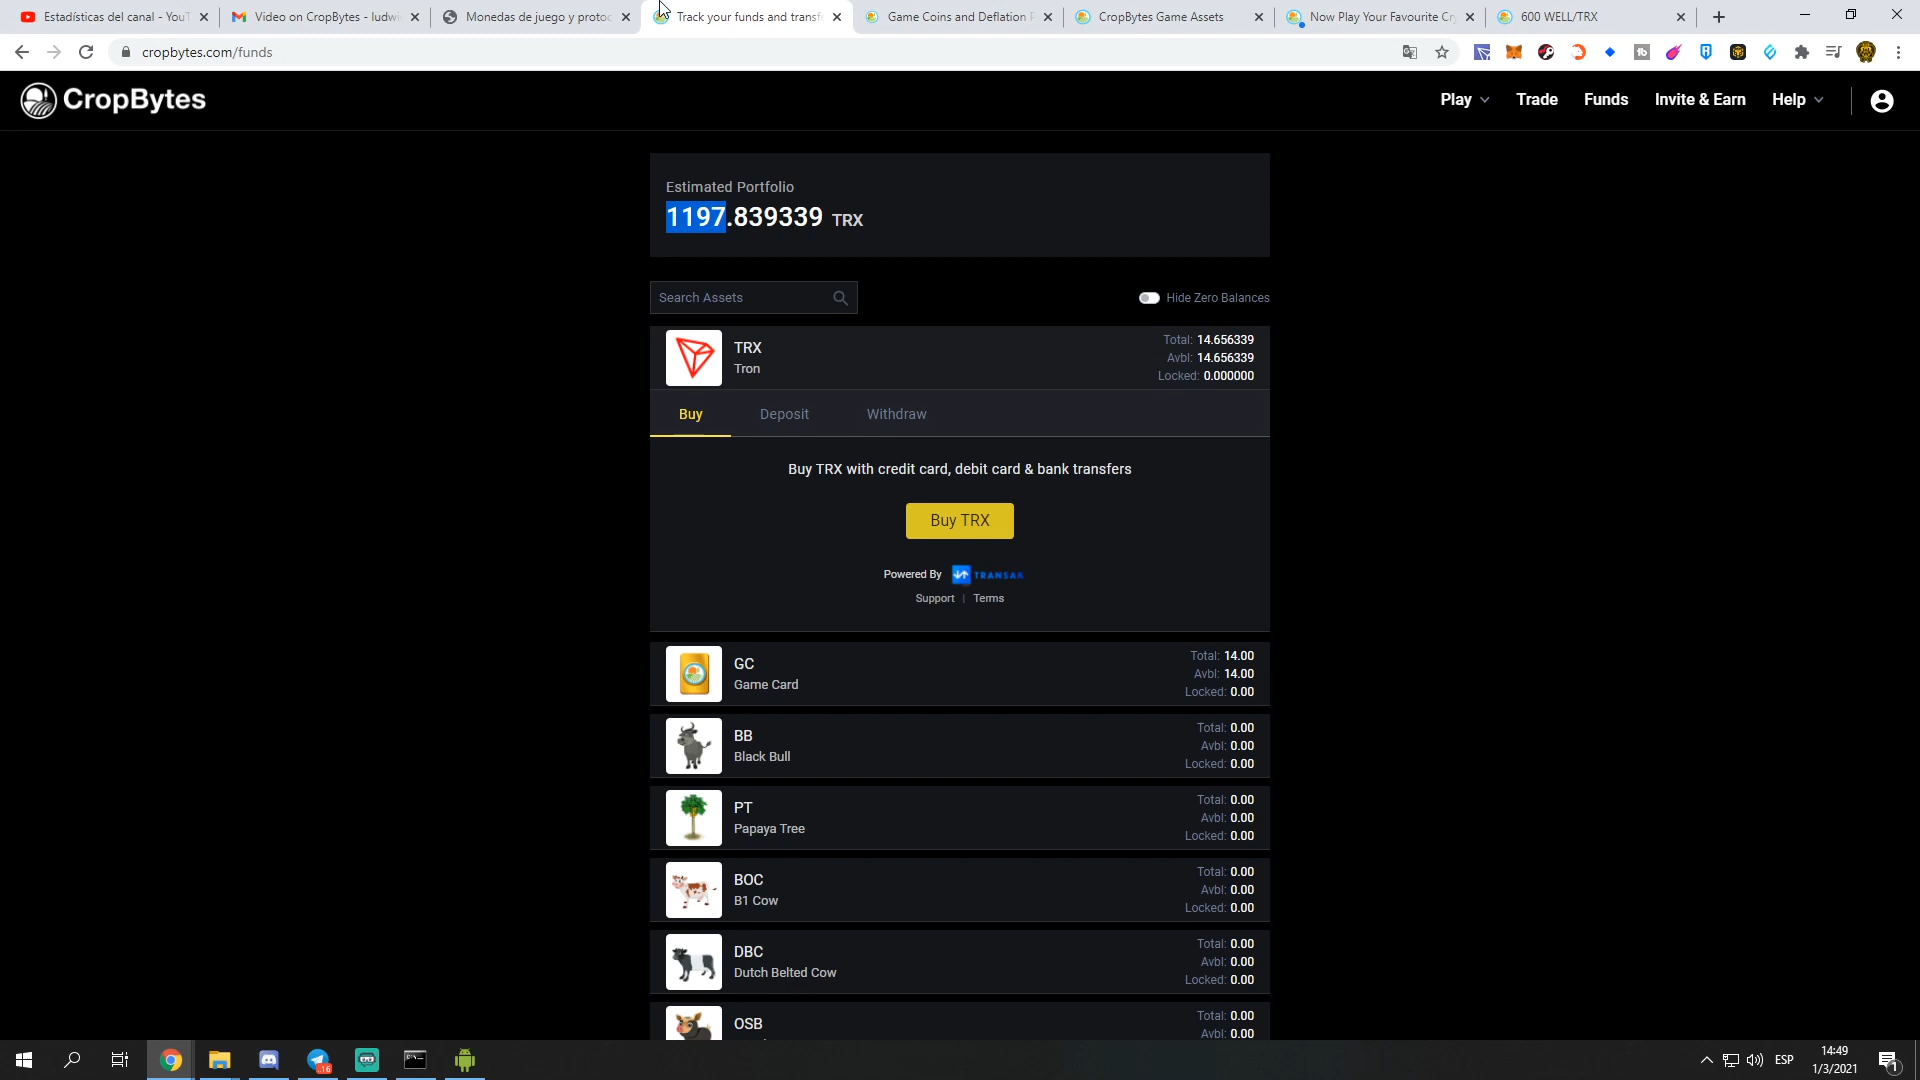 Estadísticas del canal - YouT
Video on CropBytes - ludwi
Monedas de juego y protoc
Track your funds and transf
Game Coins and Deflation P
CropBytes Game Assets
Now Play Your Favourite Cr
600 WELL/TRX
cropbytes.com/funds
CropBytes
Play
Trade
Funds
Invite & Earn
Help
Estimated Portfolio
1197.839339 TRX
Search Assets
Hide Zero Balances
TRX
Tron
Total: 14.656339
Avbl: 14.656339
Locked: 0.000000
Buy
Deposit
Withdraw
Buy TRX with credit card, debit card & bank transfers
Buy TRX
Powered By TRANSAK
Support | Terms
GC
Game Card
Total: 14.00
Avbl: 14.00
Locked: 0.00
BB
Black Bull
Total: 0.00
Avbl: 0.00
Locked: 0.00
PT
Papaya Tree
Total: 0.00
Avbl: 0.00
Locked: 0.00
BOC
B1 Cow
Total: 0.00
Avbl: 0.00
Locked: 0.00
DBC
Dutch Belted Cow
Total: 0.00
Avbl: 0.00
Locked: 0.00
OSB
Total: 0.00
Avbl: 0.00
16
ESP
14:49
1/3/2021
1